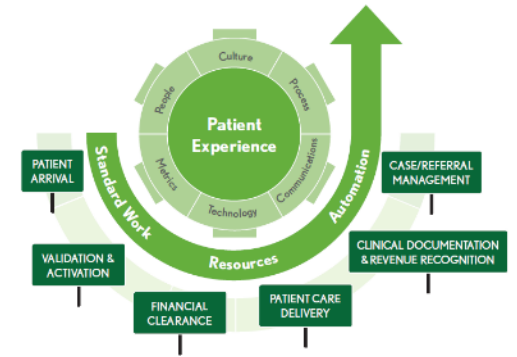 Culture
People
Process
Patient
Experience
Metrics
Communications
Technology
Standard Work
Resources
Automation
PATIENT
ARRIVAL
VALIDATION &
ACTIVATION
FINANCIAL
CLEARANCE
PATIENT CARE
DELIVERY
CLINICAL DOCUMENTATION
& REVENUE RECOGNITION
CASE/REFERRAL
MANAGEMENT